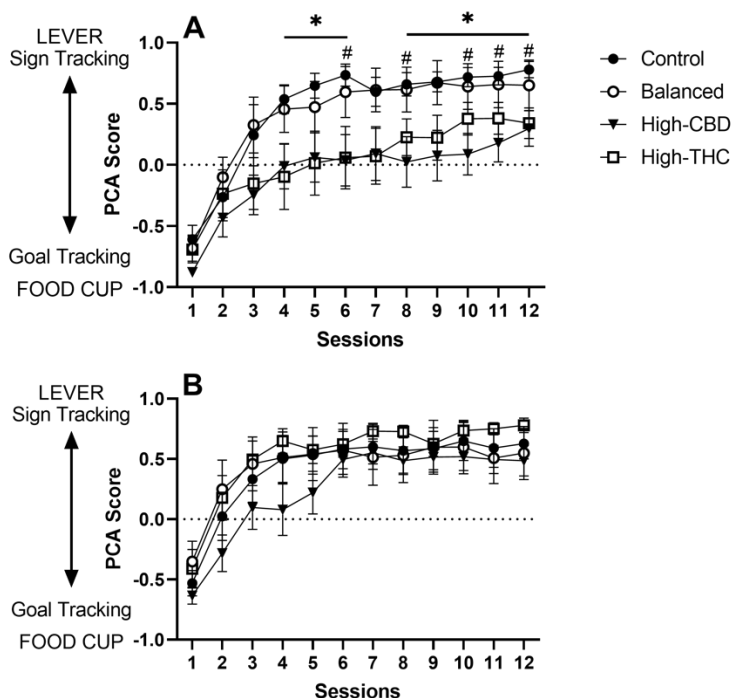 A
LEVER
Sign Tracking
Goal Tracking
FOOD CUP
PCA Score
1.0
0.5
0.0
-0.5
-1.0
*
*
# # # # #
1 2 3 4 5 6 7 8 9 10 11 12
Sessions
Control
Balanced
High-CBD
High-THC
B
LEVER
Sign Tracking
Goal Tracking
FOOD CUP
PCA Score
1.0
0.5
0.0
-0.5
-1.0
1 2 3 4 5 6 7 8 9 10 11 12
Sessions